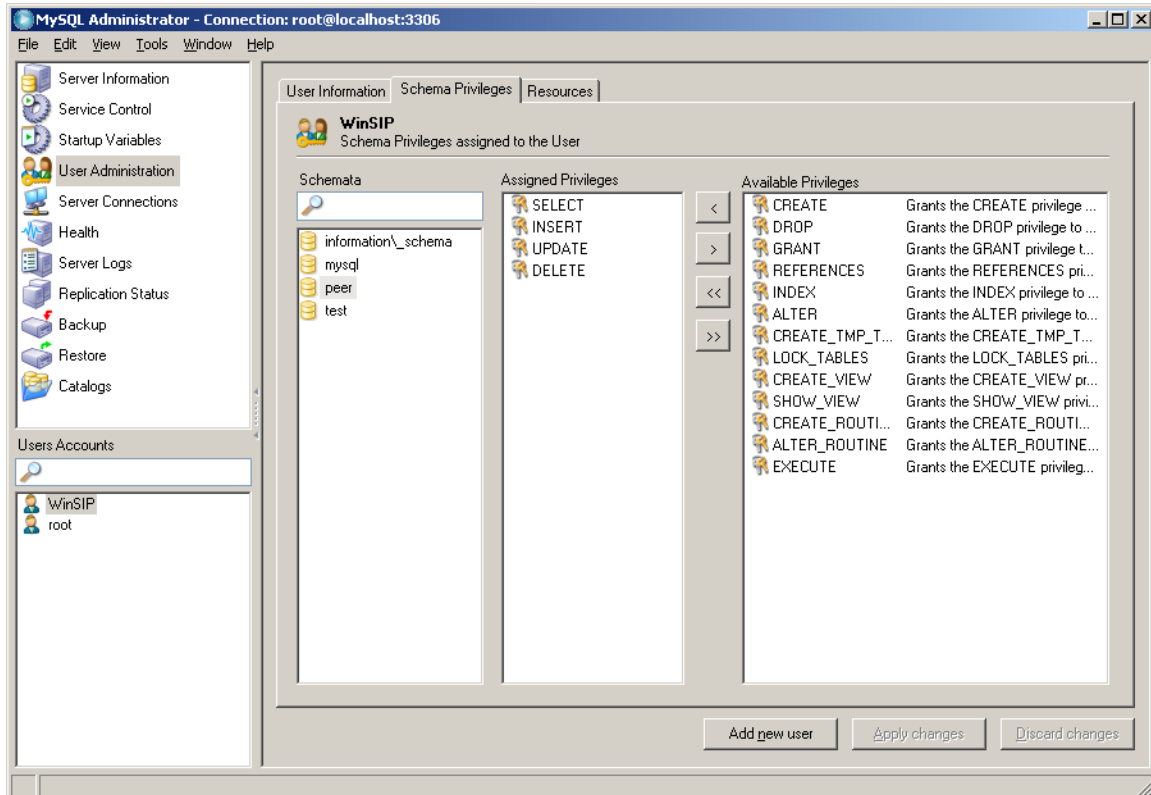 MySQL Administrator - Connection: root@localhost:3306
File Edit View Tools Window Help
Server Information
Service Control
Startup Variables
User Administration
Server Connections
Health
Server Logs
Replication Status
Backup
Restore
Catalogs
Users Accounts
WinSIP
root
User Information Schema Privileges Resources
WinSIP
Schema Privileges assigned to the User
Schemata
information\_schema
mysql
peer
test
Assigned Privileges
SELECT
INSERT
UPDATE
DELETE
<
>
<<
>>
Available Privileges
CREATE Grants the CREATE privilege ...
DROP Grants the DROP privilege to ...
GRANT Grants the GRANT privilege t...
REFERENCES Grants the REFERENCES pri...
INDEX Grants the INDEX privilege to ...
ALTER Grants the ALTER privilege to...
CREATE_TMP_T... Grants the CREATE_TMP_T...
LOCK_TABLES Grants the LOCK_TABLES pri...
CREATE_VIEW Grants the CREATE_VIEW pr...
SHOW_VIEW Grants the SHOW_VIEW privi...
CREATE_ROUTI... Grants the CREATE_ROUTI...
ALTER_ROUTINE Grants the ALTER_ROUTINE...
EXECUTE Grants the EXECUTE privileg...
Add new user Apply changes Discard changes